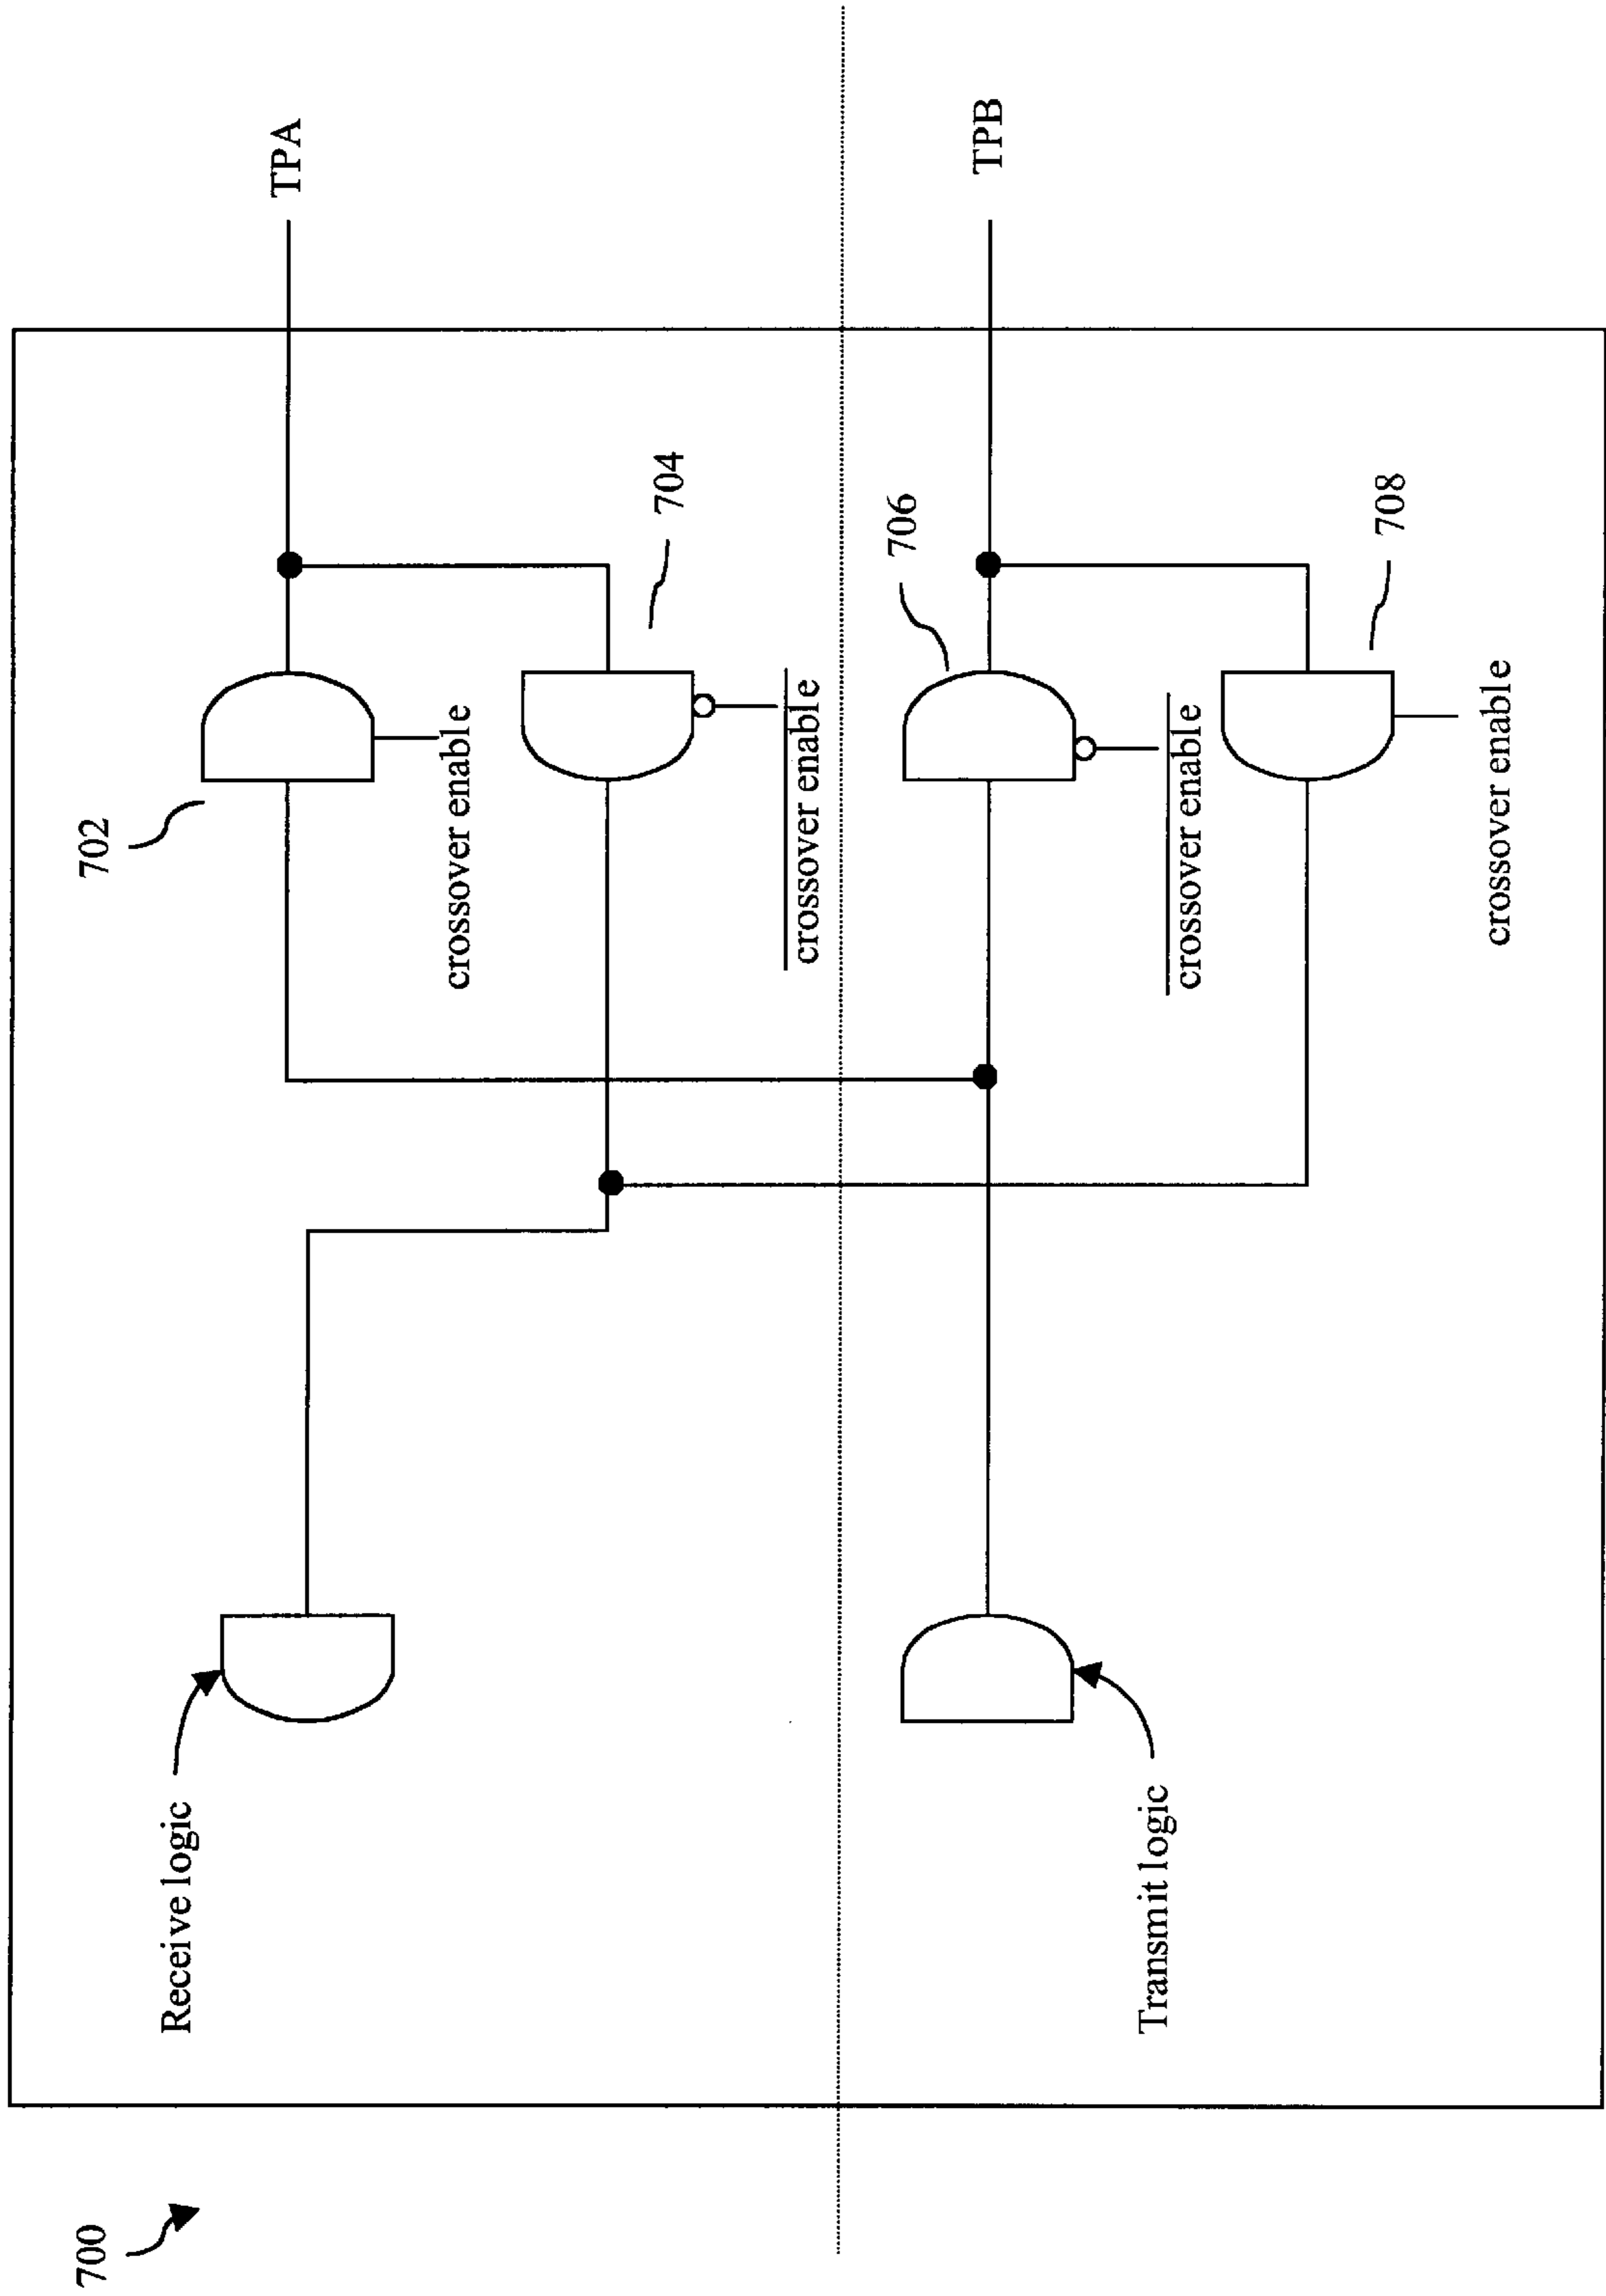 700
Receive logic
Transmit logic
702
crossover enable
704
crossover enable
706
crossover enable
708
crossover enable
TPA
TPB